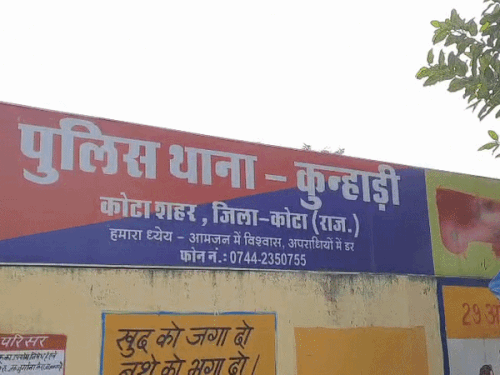 पुलिस थाना - कुन्हाड़ी
कोटा शहर, जिला-कोटा (राज.)
हमारा ध्येय - आमजन में विश्वास, अपराधियों में डर
फोन नं.: 0744-2350755
परिसर
खुद को जगा दो
नशे को भगा दो।
29 अ